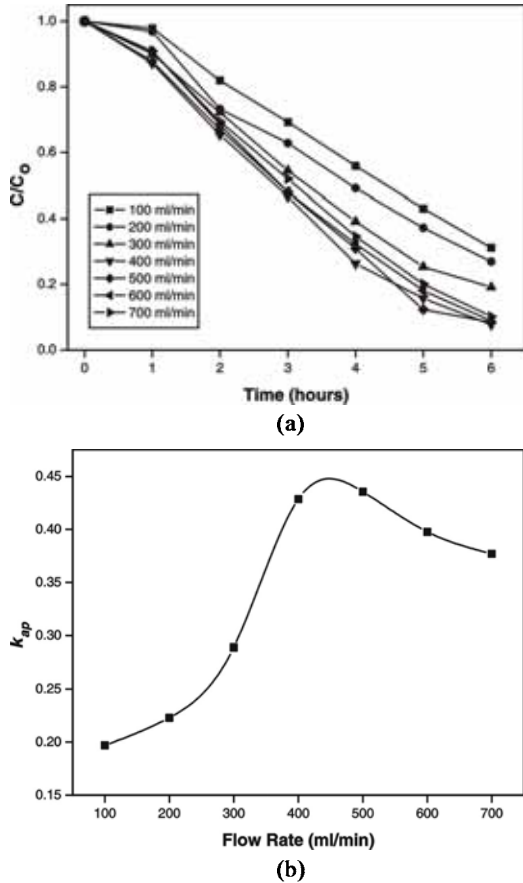 1.0
0.8
0.6
0.4
0.2
0.0
C/C₀
100 ml/min
200 ml/min
300 ml/min
400 ml/min
500 ml/min
600 ml/min
700 ml/min
0 1 2 3 4 5 6
Time (hours)
(a)
0.45
0.40
0.35
0.30
0.25
0.20
0.15
k_ap
100 200 300 400 500 600 700
Flow Rate (ml/min)
(b)